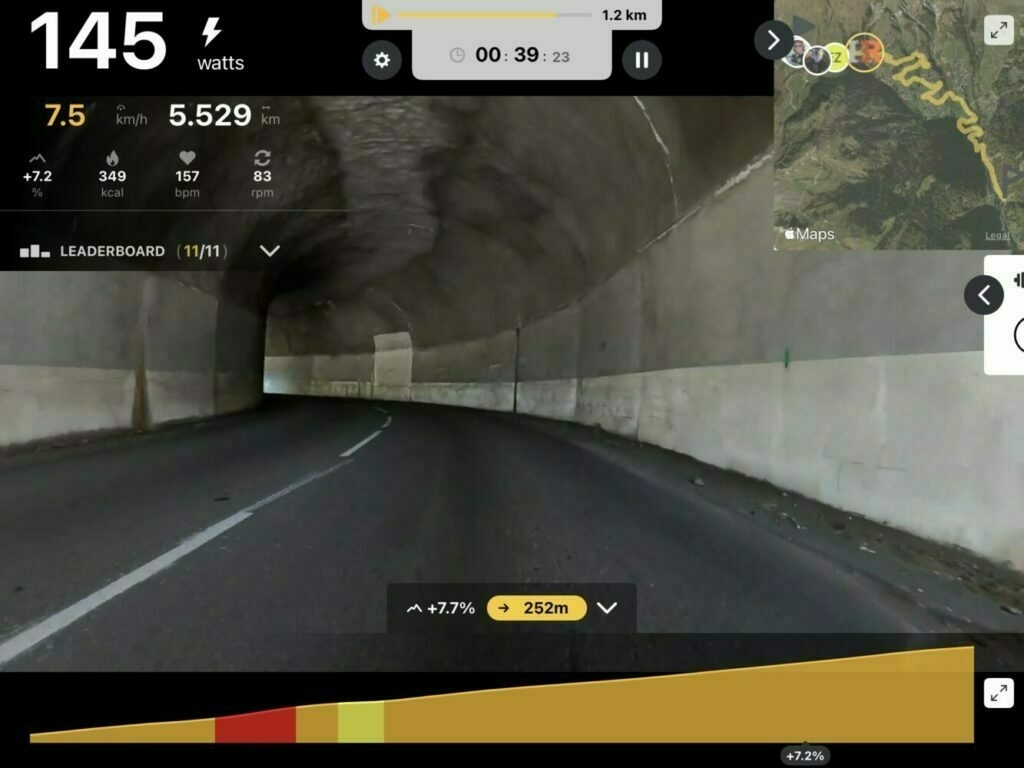 145
watts
1.2 km
00: 39: 23
7.5 km/h 5.529 km
+7.2 349 157 83
% kcal bpm rpm
LEADERBOARD (11/11)
Maps
Legal
+7.7% → 252m
+7.2%